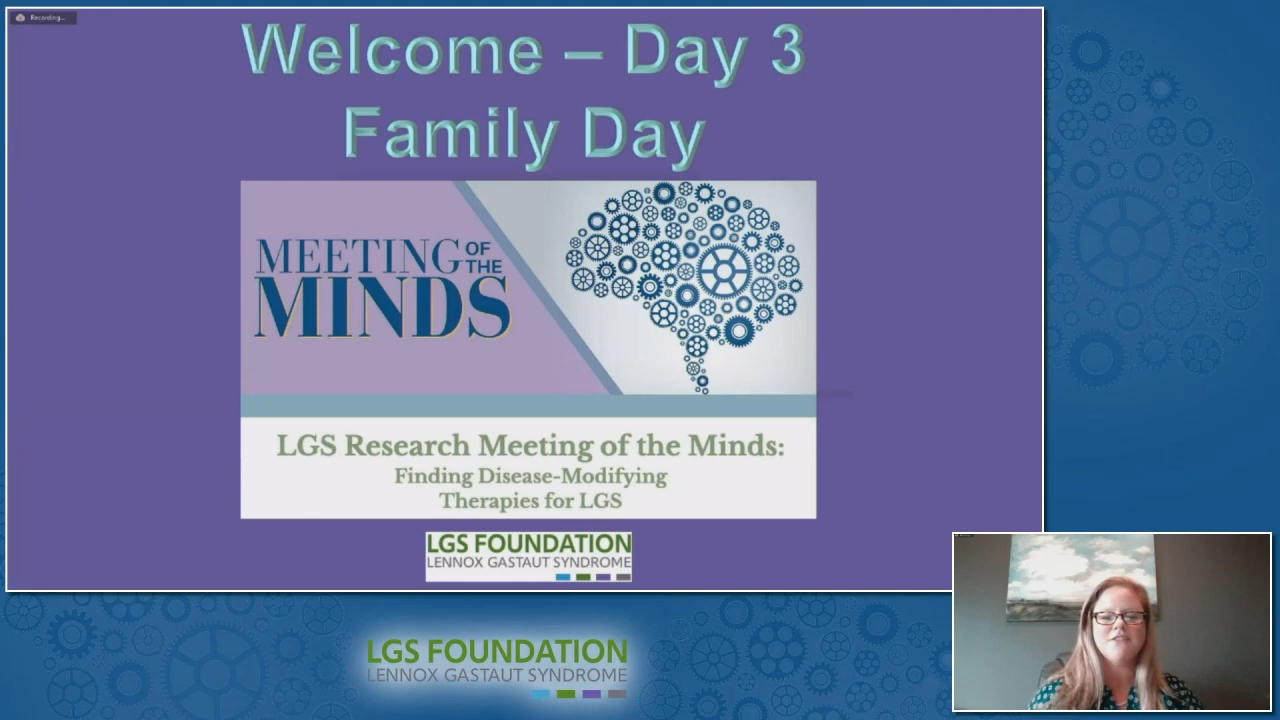 Recording...
Welcome – Day 3
Family Day
MEETING OF THE
MINDS
LGS Research Meeting of the Minds:
Finding Disease-Modifying
Therapies for LGS
LGS FOUNDATION
LENNOX GASTAUT SYNDROME
LGS FOUNDATION
LENNOX GASTAUT SYNDROME